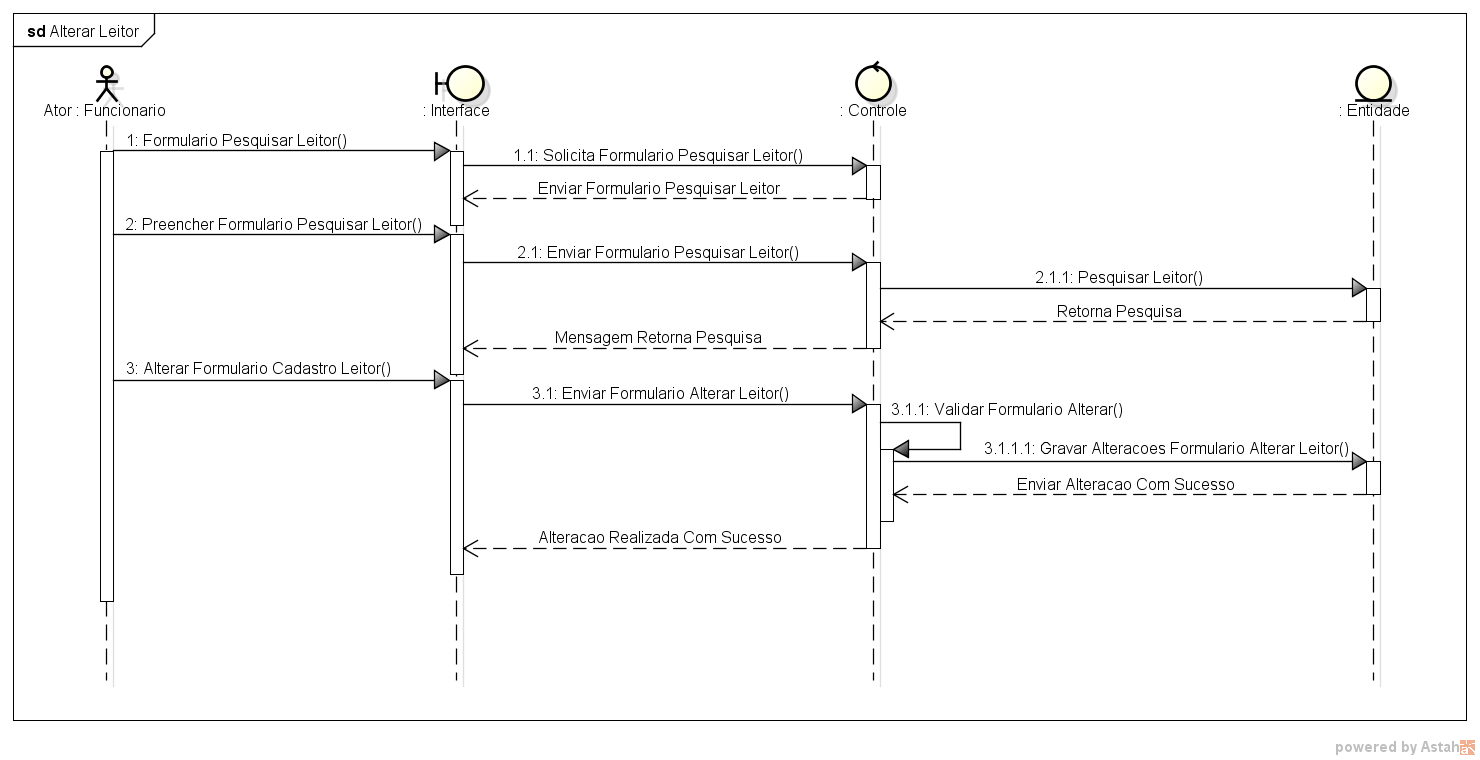 sd Alterar Leitor
Ator : Funcionario
: Interface
: Controle
: Entidade
1: Formulario Pesquisar Leitor()
1.1: Solicita Formulario Pesquisar Leitor()
Enviar Formulário Pesquisar Leitor
2: Preencher Formulario Pesquisar Leitor()
2.1: Enviar Formulario Pesquisar Leitor()
2.1.1: Pesquisar Leitor()
Retorna Pesquisa
Mensagem Retorna Pesquisa
3: Alterar Formulario Cadastro Leitor()
3.1: Enviar Formulario Alterar Leitor()
3.1.1: Validar Formulario Alterar()
3.1.1.1: Gravar Alteracoes Formulario Alterar Leitor()
Enviar Alteracao Com Sucesso
Alteracao Realizada Com Sucesso
powered by Astah